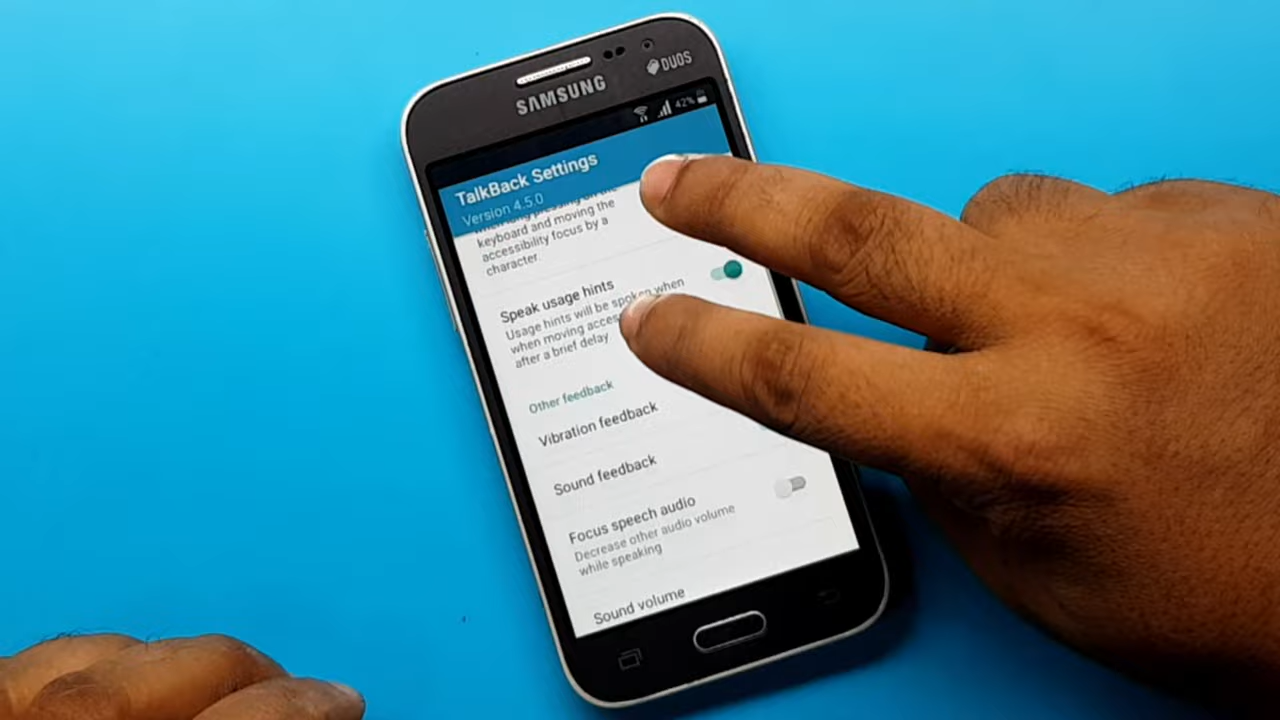 SAMSUNG
DUOS
42%
TalkBack Settings
Version 4.5.0
keyboard and moving the
accessibility focus by a
character.
Speak usage hints
Usage hints will be spoken when
when moving
after a brief delay
Other feedback
Vibration feedback
Sound feedback
Focus speech audio
Decrease other audio volume
while speaking
Sound volume